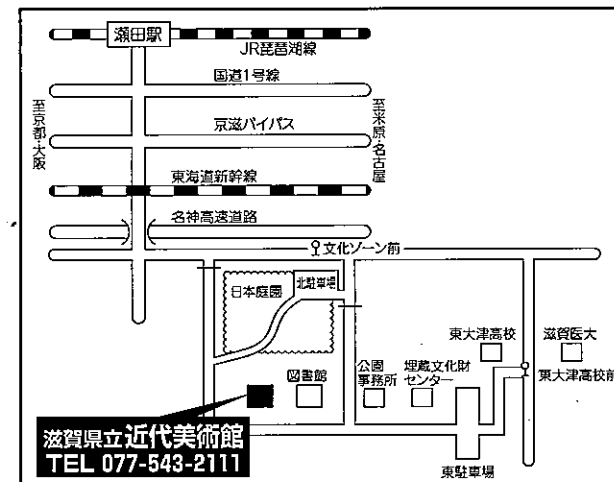 瀬田駅
JR琵琶湖線
国道1号線
至京都・大阪
京滋バイパス
至米原・名古屋
東海道新幹線
名神高速道路
文化ゾーン前
日本庭園
北駐車場
東大津高校
滋賀医大
図書館
公園
事務所
埋蔵文化財
センター
東大津高校前
滋賀県立近代美術館
TEL 077-543-2111
東駐車場